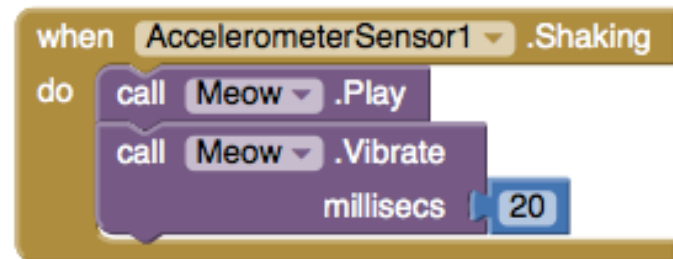 when AccelerometerSensor1 .Shaking
do call Meow .Play
call Meow .Vibrate
millisecs 20